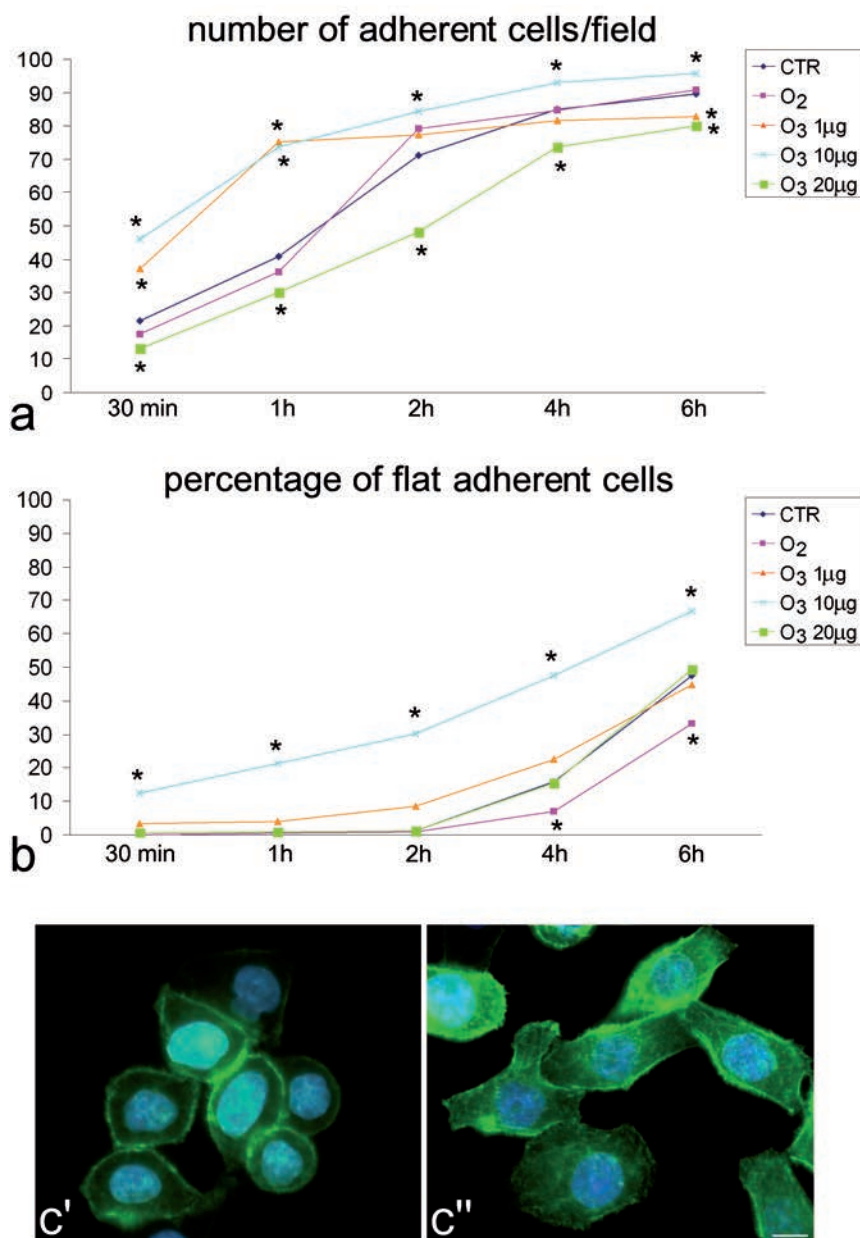 number of adherent cells/field
100
90
80
70
60
50
40
30
20
10
0
30 min 1h 2h 4h 6h
CTR
O2
O3 1µg
O3 10µg
O3 20µg
* * * * *
* * * * *
* * * *
a
percentage of flat adherent cells
100
90
80
70
60
50
40
30
20
10
0
30 min 1h 2h 4h 6h
CTR
O2
O3 1µg
O3 10µg
O3 20µg
* * * * *
* *
b
c'
c"